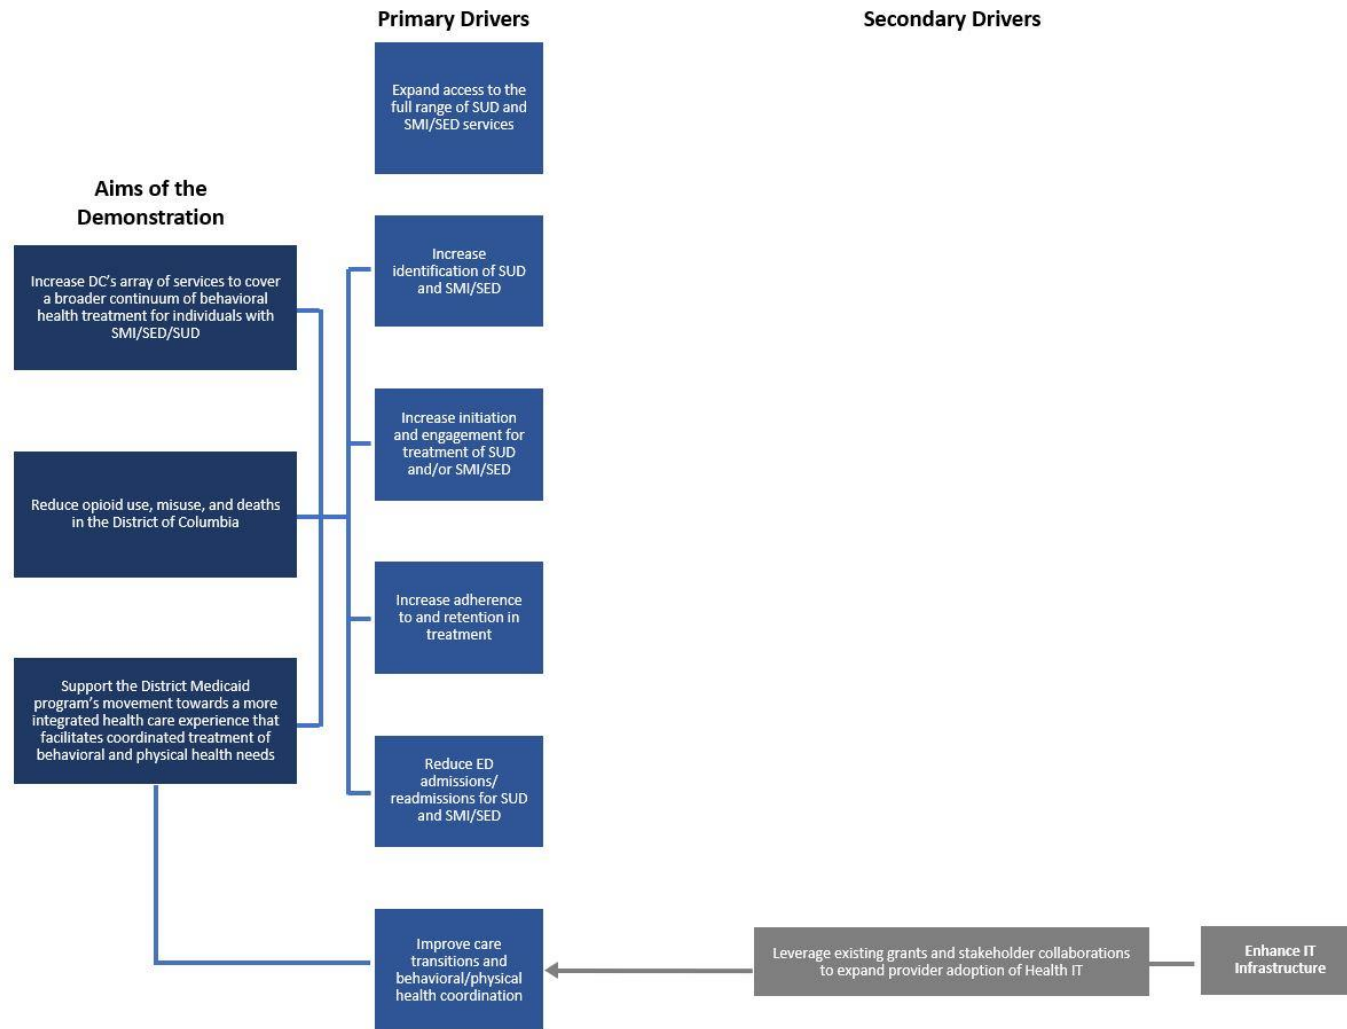 Primary Drivers
Secondary Drivers
Expand access to the
full range of SUD and
SMI/SED services
Aims of the
Demonstration
Increase DC’s array of services to cover
a broader continuum of behavioral
health treatment for individuals with
SMI/SED/SUD
Increase
identification of SUD
and SMI/SED
Reduce opioid use, misuse, and deaths
in the District of Columbia
Increase initiation
and engagement for
treatment of SUD
and/or SMI/SED
Support the District Medicaid
program’s movement towards a more
integrated health care experience that
facilitates coordinated treatment of
behavioral and physical health needs
Increase adherence
to and retention in
treatment
Reduce ED
admissions/
readmissions for SUD
and SMI/SED
Improve care
transitions and
behavioral/physical
health coordination
Leverage existing grants and stakeholder collaborations
to expand provider adoption of Health IT
Enhance IT
Infrastructure